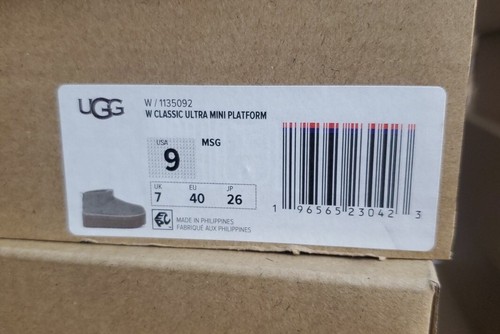 UGG
W / 1135092
W CLASSIC ULTRA MINI PLATFORM
USA
9
MSG
UK EU JP
7 40 26
MADE IN PHILIPPINES
FABRIQUÉ AUX PHILIPPINES
1 96565 23042 3